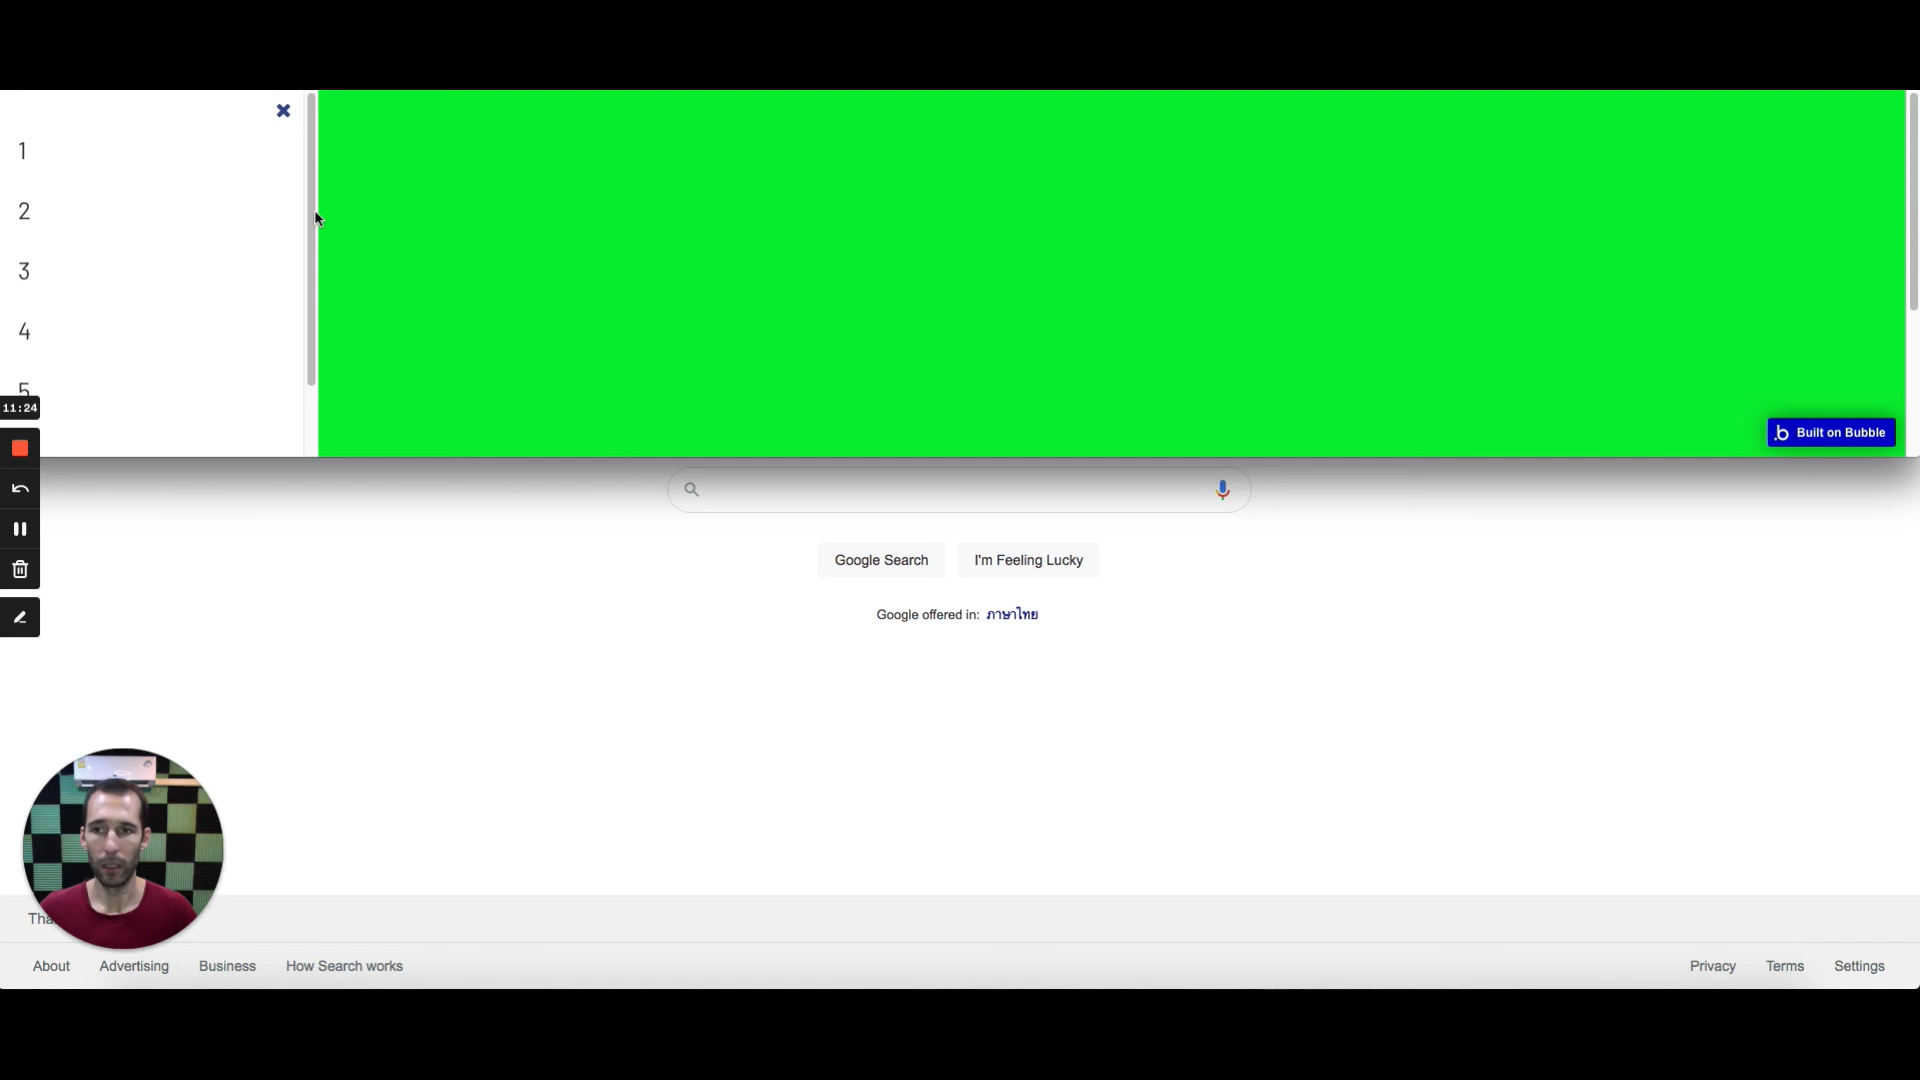 1
2
3
4
5
11:24
Built on Bubble
Google Search
I'm Feeling Lucky
Google offered in: ภาษาไทย
About
Advertising
Business
How Search works
Privacy
Terms
Settings